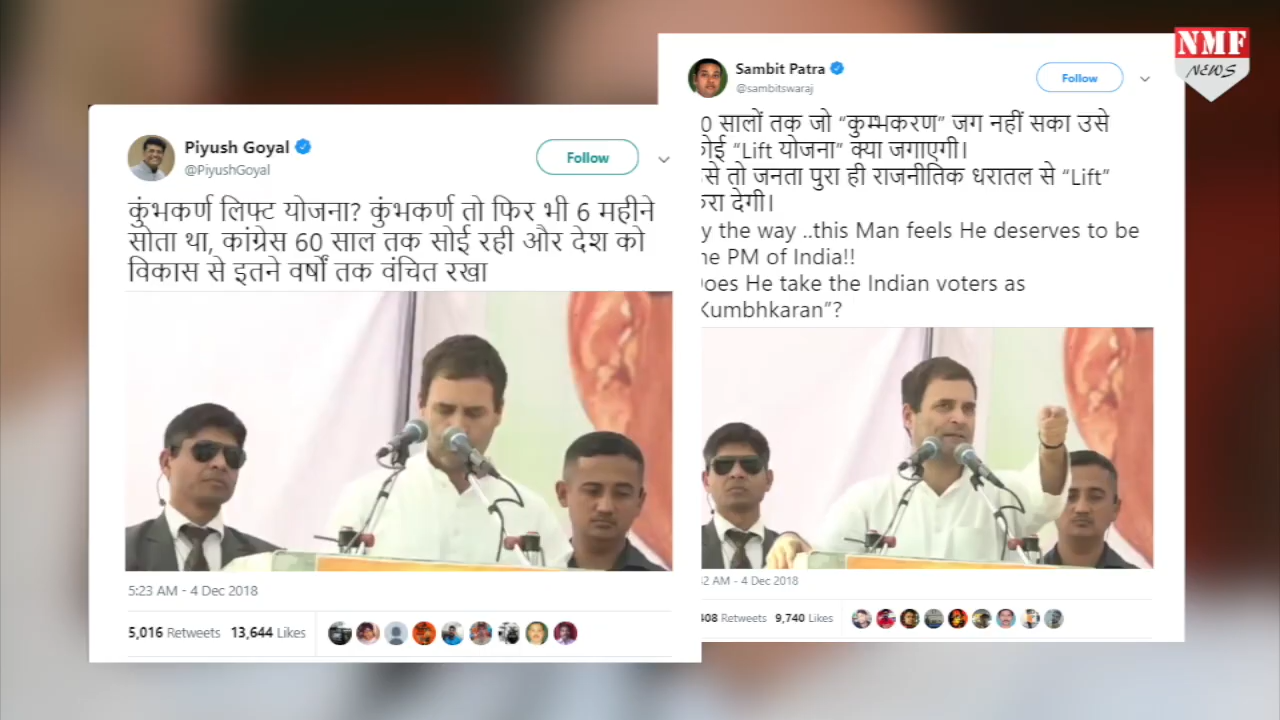 NMF
NEWS
Piyush Goyal
@PiyushGoyal
Follow
कुंभकर्ण लिफ्ट योजना? कुंभकर्ण तो फिर भी 6 महीने
सोता था, कांग्रेस 60 साल तक सोई रही और देश को
विकास से इतने वर्षों तक वंचित रखा
5:23 AM - 4 Dec 2018
5,016 Retweets 13,644 Likes
Sambit Patra
@sambitswaraj
Follow
0 सालों तक जो “कुम्भकरण” जग नहीं सका उसे
“Lift योजना” क्या जगाएगी।
से तो जनता पुरा ही राजनीतिक धरातल से “Lift”
देगी।
y the way ..this Man feels He deserves to be
PM of India!!
oes He take the Indian voters as
Kumbhkaran”?
2 AM - 4 Dec 2018
408 Retweets 9,740 Likes